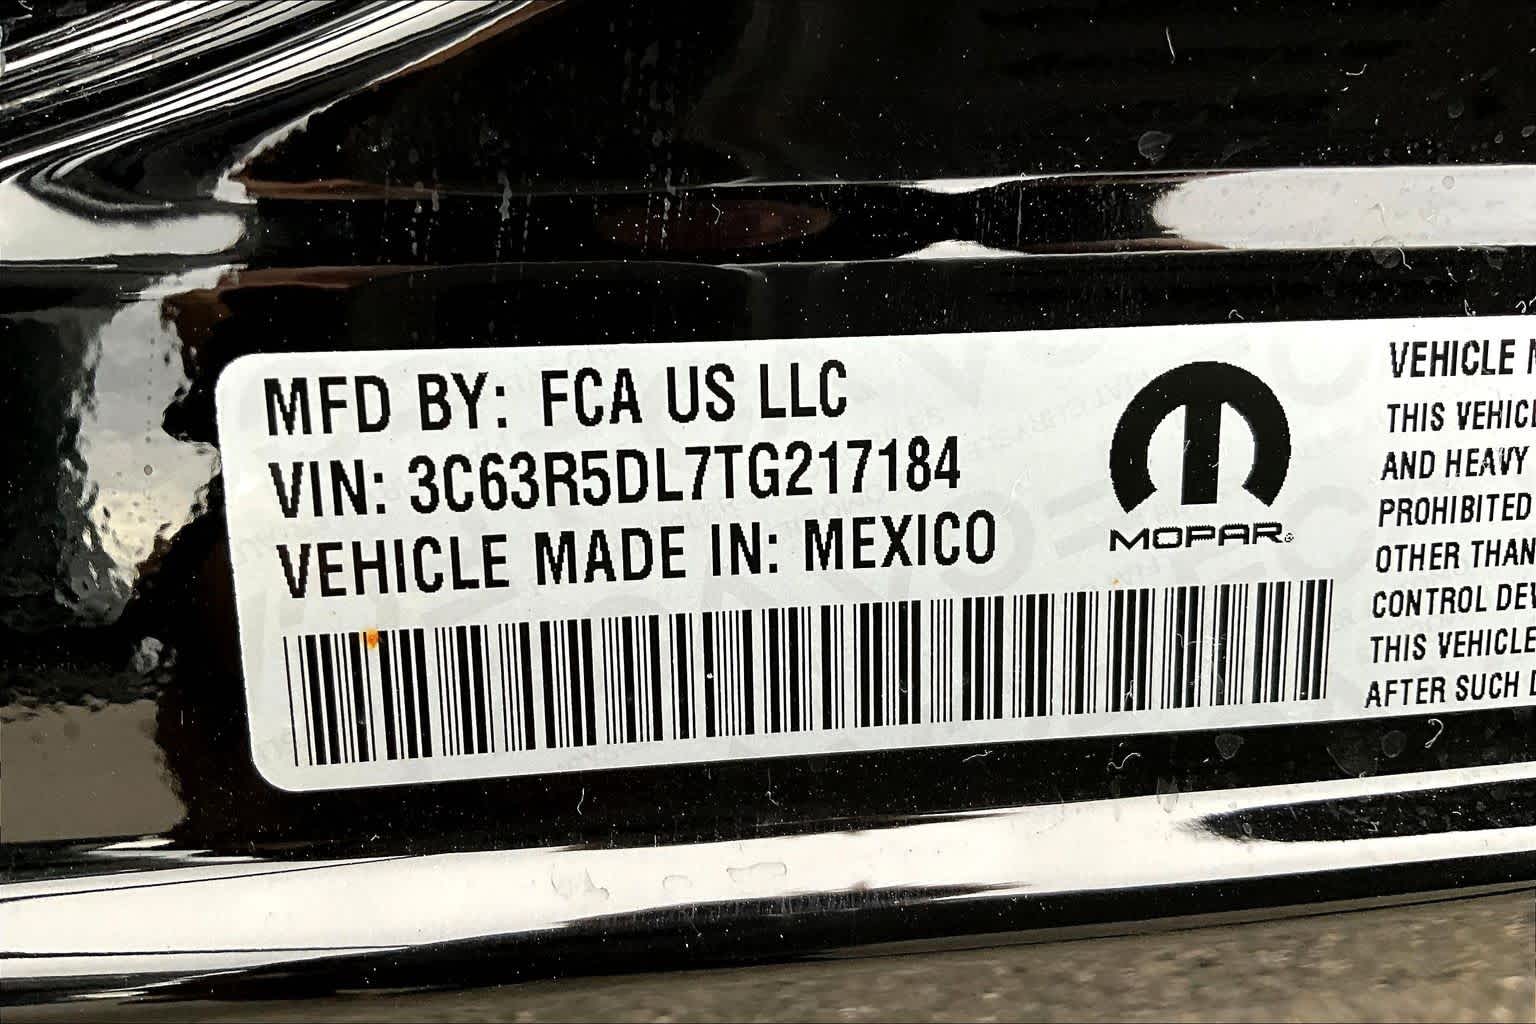 MFD BY: FCA US LLC
VIN: 3C63R5DL7TG217184
VEHICLE MADE IN: MEXICO
MOPAR®
VEHICLE
THIS VEHICL
AND HEAVY
PROHIBITED
OTHER THAN
CONTROL DEV
THIS VEHICLE
AFTER SUCH